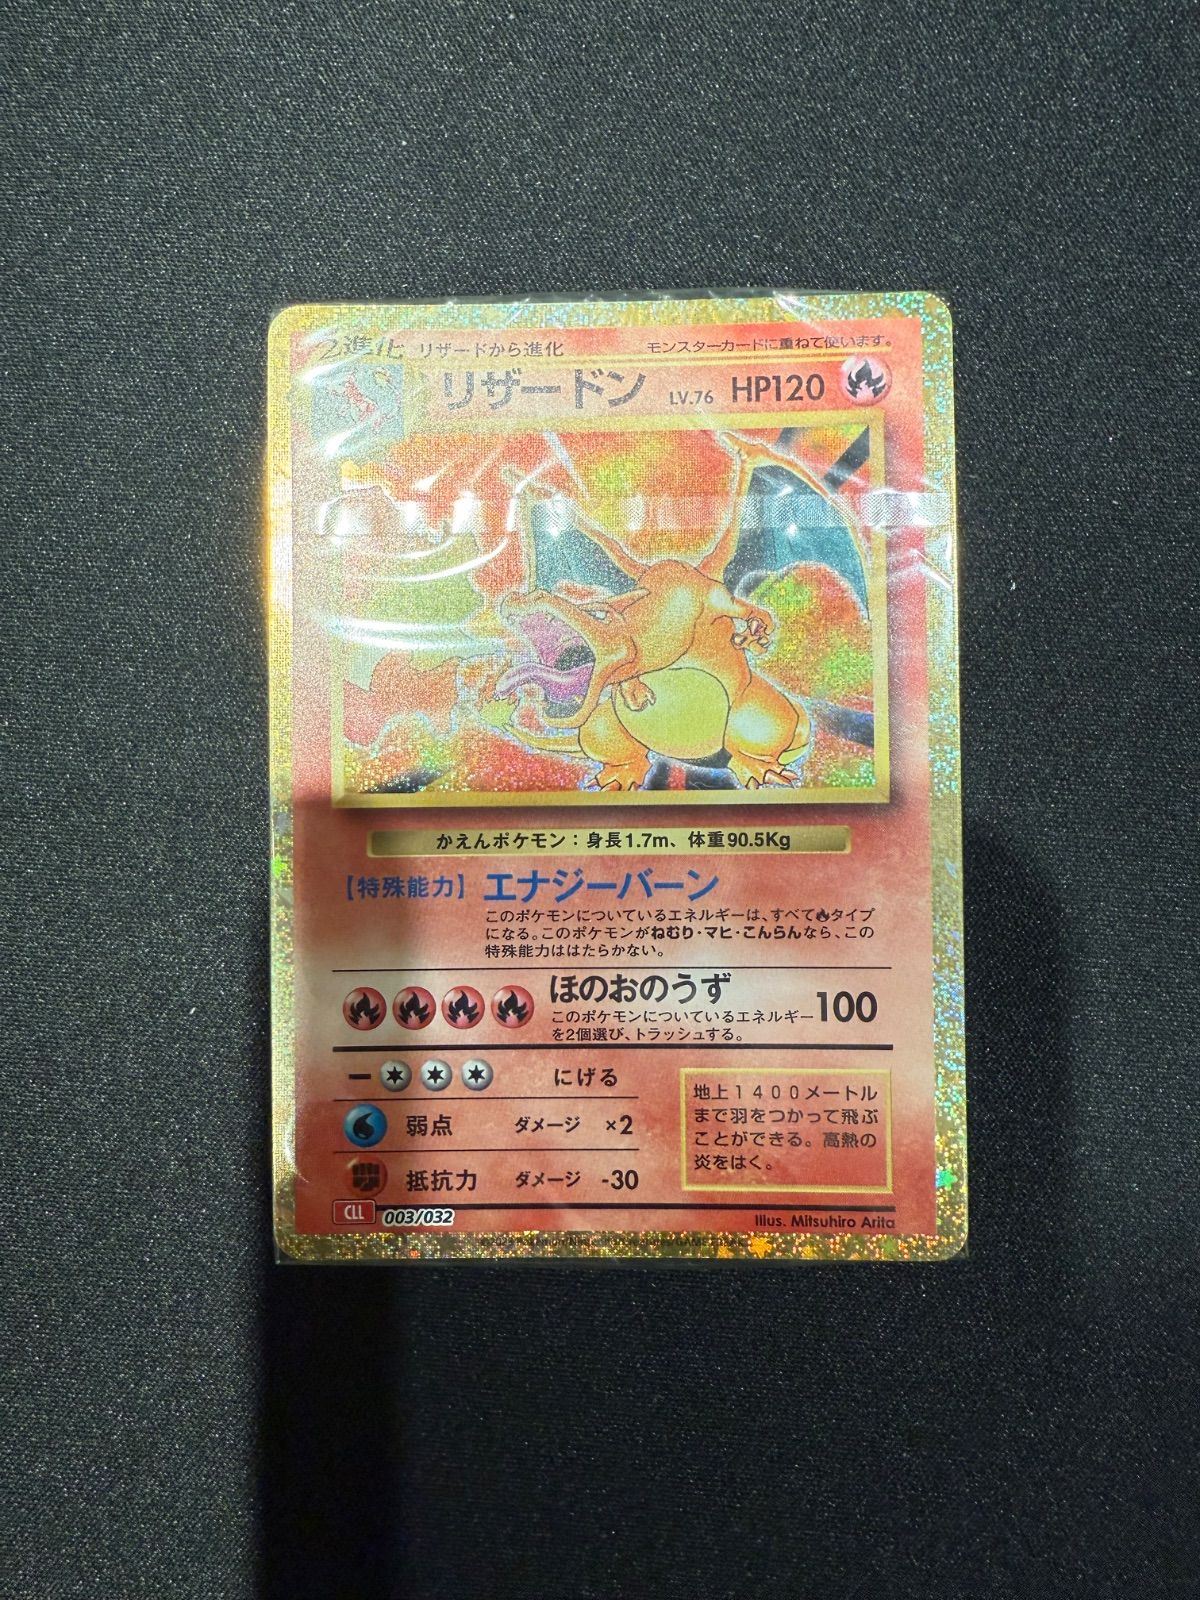 2進化 リザードから進化 モンスターカードに重ねて使います。
リザードン LV.76 HP120
かえんポケモン：身長1.7m、体重90.5Kg
【特殊能力】 エナジーバーン
このポケモンについているエネルギーは、すべて タイプ
になる。このポケモンがねむり・マヒ・こんらんなら、この
特殊能力ははたらかない。
ほのおのうず 100
このポケモンについているエネルギー
を2個選び、トラッシュする。
にげる
弱点 ダメージ ×2
抵抗力 ダメージ -30
地上1400メートル
まで羽をつかって飛ぶ
ことができる。高熱の
炎をはく。
CLL 003/032 Illus. Mitsuhiro Arita